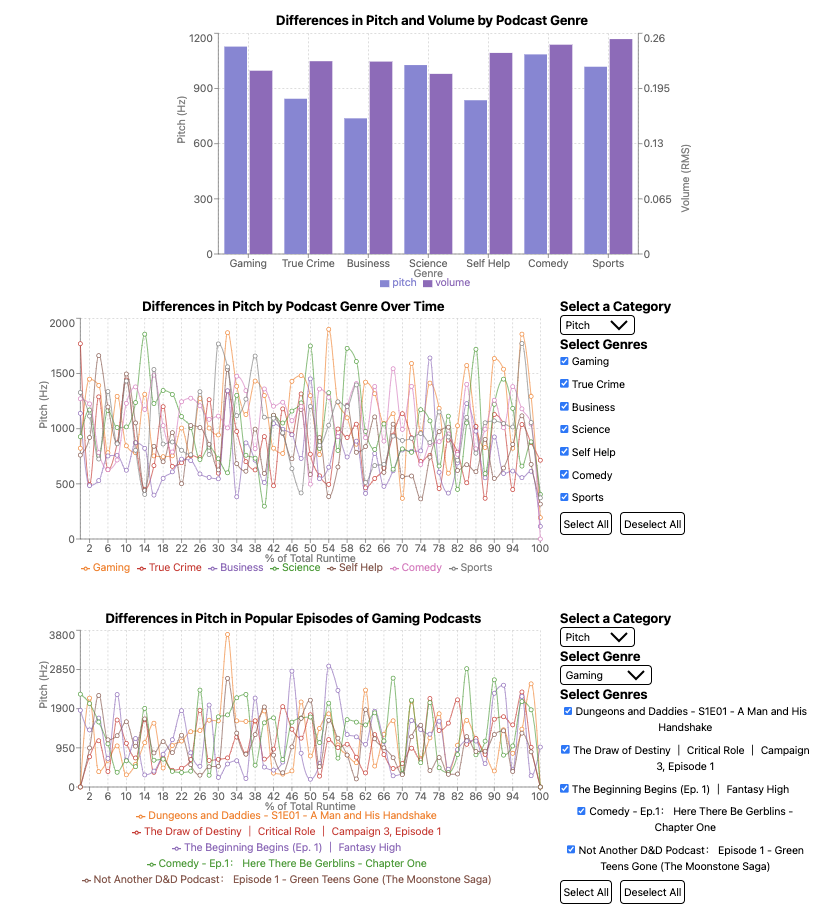 Differences in Pitch and Volume by Podcast Genre
1200
900
600
300
0
Pitch (Hz)
0.26
0.195
0.13
0.065
0
Volume (RMS)
Gaming True Crime Business Science Self Help Comedy Sports
Genre
pitch volume
Differences in Pitch by Podcast Genre Over Time
2000
1500
1000
500
0
Pitch (Hz)
2 6 10 14 18 22 26 30 34 38 42 46 50 54 58 62 66 70 74 78 82 86 90 94 100
% of Total Runtime
Gaming True Crime Business Science Self Help Comedy Sports
Select a Category
Pitch
Select Genres
Gaming
True Crime
Business
Science
Self Help
Comedy
Sports
Select All Deselect All
Differences in Pitch in Popular Episodes of Gaming Podcasts
3800
2850
1900
950
0
Pitch (Hz)
2 6 10 14 18 22 26 30 34 38 42 46 50 54 58 62 66 70 74 78 82 86 90 94 100
% of Total Runtime
Dungeons and Daddies - S1E01 - A Man and His Handshake
The Draw of Destiny | Critical Role | Campaign 3, Episode 1
The Beginning Begins (Ep. 1) | Fantasy High
Comedy - Ep.1: Here There Be Gerblins - Chapter One
Not Another D&D Podcast: Episode 1 - Green Teens Gone (The Moonstone Saga)
Select a Category
Pitch
Select Genre
Gaming
Select Genres
Dungeons and Daddies - S1E01 - A Man and His
Handshake
The Draw of Destiny | Critical Role | Campaign
3, Episode 1
The Beginning Begins (Ep. 1) | Fantasy High
Comedy - Ep.1: Here There Be Gerblins -
Chapter One
Not Another D&D Podcast: Episode 1 - Green
Teens Gone (The Moonstone Saga)
Select All Deselect All